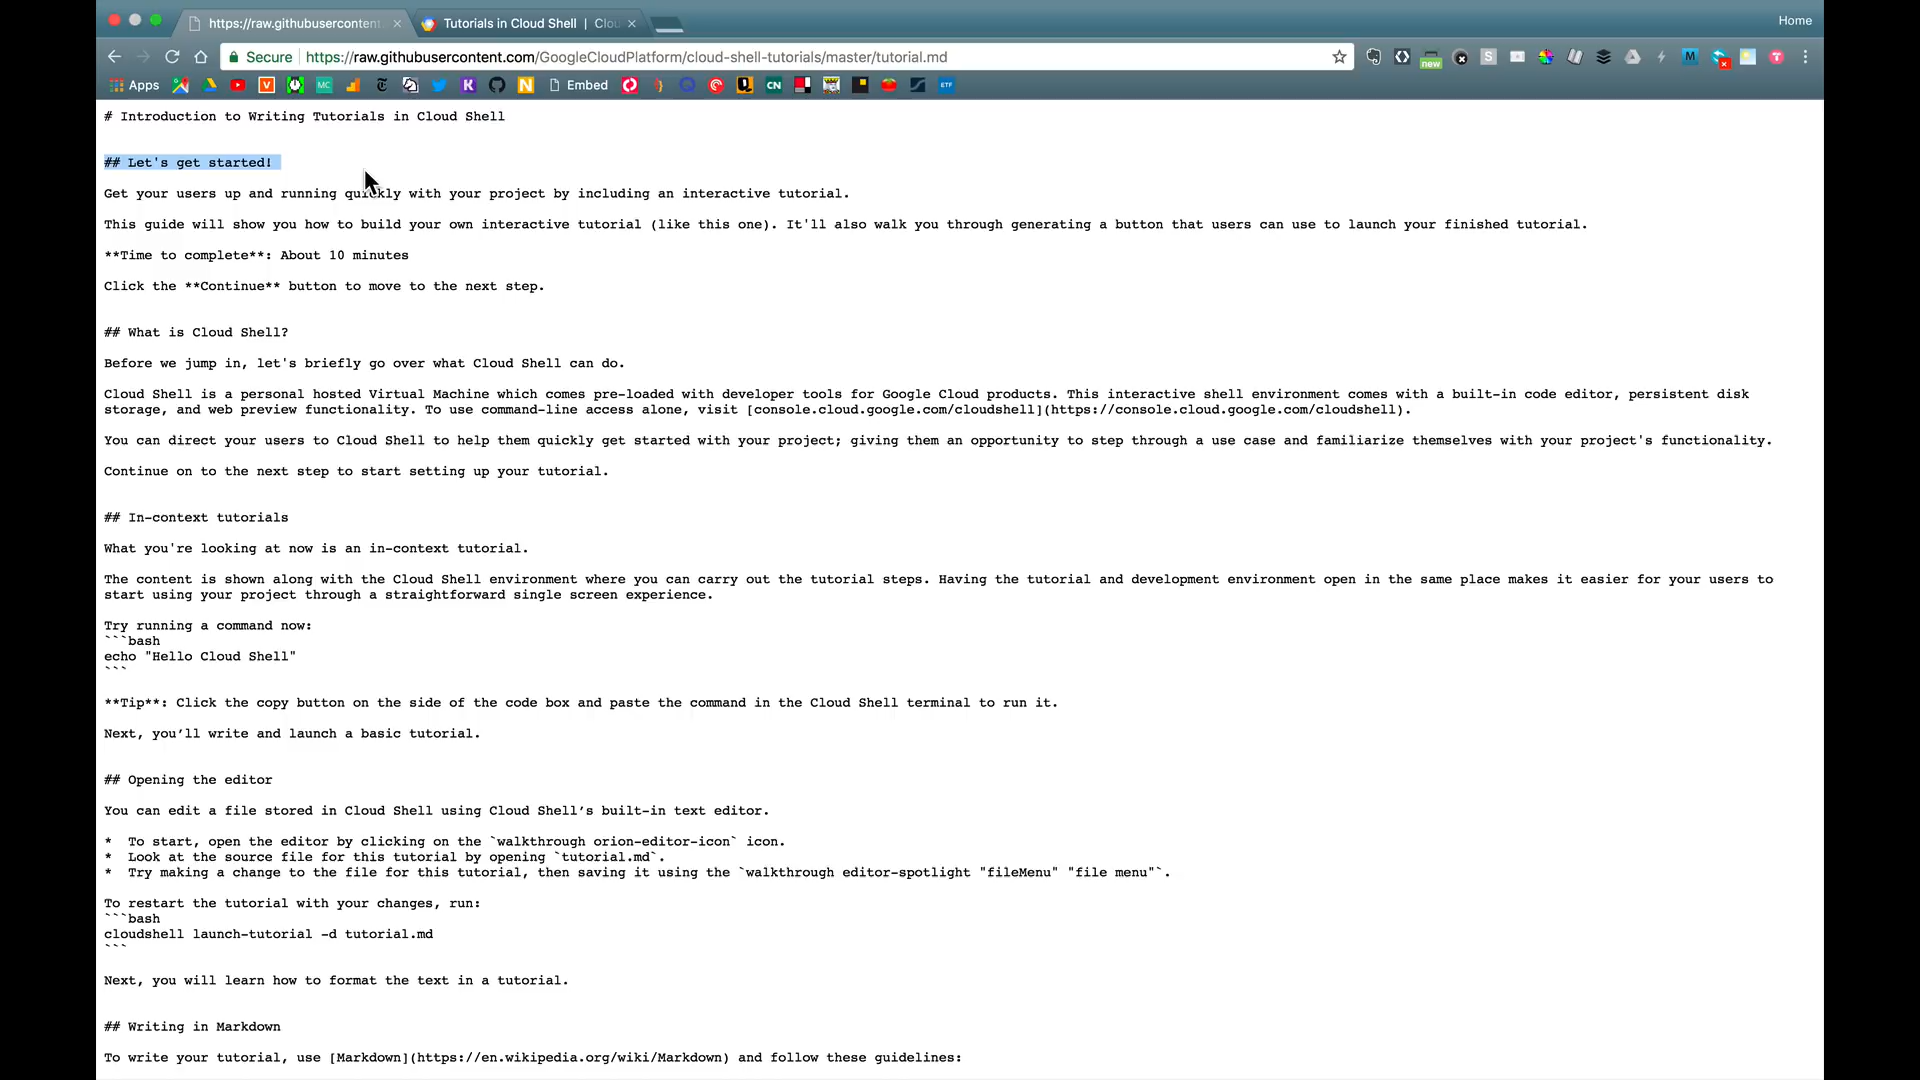 https://raw.githubusercontent.
Tutorials in Cloud Shell | Clou
Home
Secure https://raw.githubusercontent.com/GoogleCloudPlatform/cloud-shell-tutorials/master/tutorial.md
new
S
M
T
Apps
V
MC
T
K
N
Embed
CN
ETF
# Introduction to Writing Tutorials in Cloud Shell
## Let's get started!
Get your users up and running quickly with your project by including an interactive tutorial.
This guide will show you how to build your own interactive tutorial (like this one). It'll also walk you through generating a button that users can use to launch your finished tutorial.
**Time to complete**: About 10 minutes
Click the **Continue** button to move to the next step.
## What is Cloud Shell?
Before we jump in, let's briefly go over what Cloud Shell can do.
Cloud Shell is a personal hosted Virtual Machine which comes pre-loaded with developer tools for Google Cloud products. This interactive shell environment comes with a built-in code editor, persistent disk
storage, and web preview functionality. To use command-line access alone, visit [console.cloud.google.com/cloudshell](https://console.cloud.google.com/cloudshell).
You can direct your users to Cloud Shell to help them quickly get started with your project; giving them an opportunity to step through a use case and familiarize themselves with your project's functionality.
Continue on to the next step to start setting up your tutorial.
## In-context tutorials
What you're looking at now is an in-context tutorial.
The content is shown along with the Cloud Shell environment where you can carry out the tutorial steps. Having the tutorial and development environment open in the same place makes it easier for your users to
start using your project through a straightforward single screen experience.
Try running a command now:
```bash
echo "Hello Cloud Shell"
```
**Tip**: Click the copy button on the side of the code box and paste the command in the Cloud Shell terminal to run it.
Next, you’ll write and launch a basic tutorial.
## Opening the editor
You can edit a file stored in Cloud Shell using Cloud Shell’s built-in text editor.
* To start, open the editor by clicking on the `walkthrough orion-editor-icon` icon.
* Look at the source file for this tutorial by opening `tutorial.md`.
* Try making a change to the file for this tutorial, then saving it using the `walkthrough editor-spotlight "fileMenu" "file menu"`.
To restart the tutorial with your changes, run:
```bash
cloudshell launch-tutorial -d tutorial.md
```
Next, you will learn how to format the text in a tutorial.
## Writing in Markdown
To write your tutorial, use [Markdown](https://en.wikipedia.org/wiki/Markdown) and follow these guidelines: